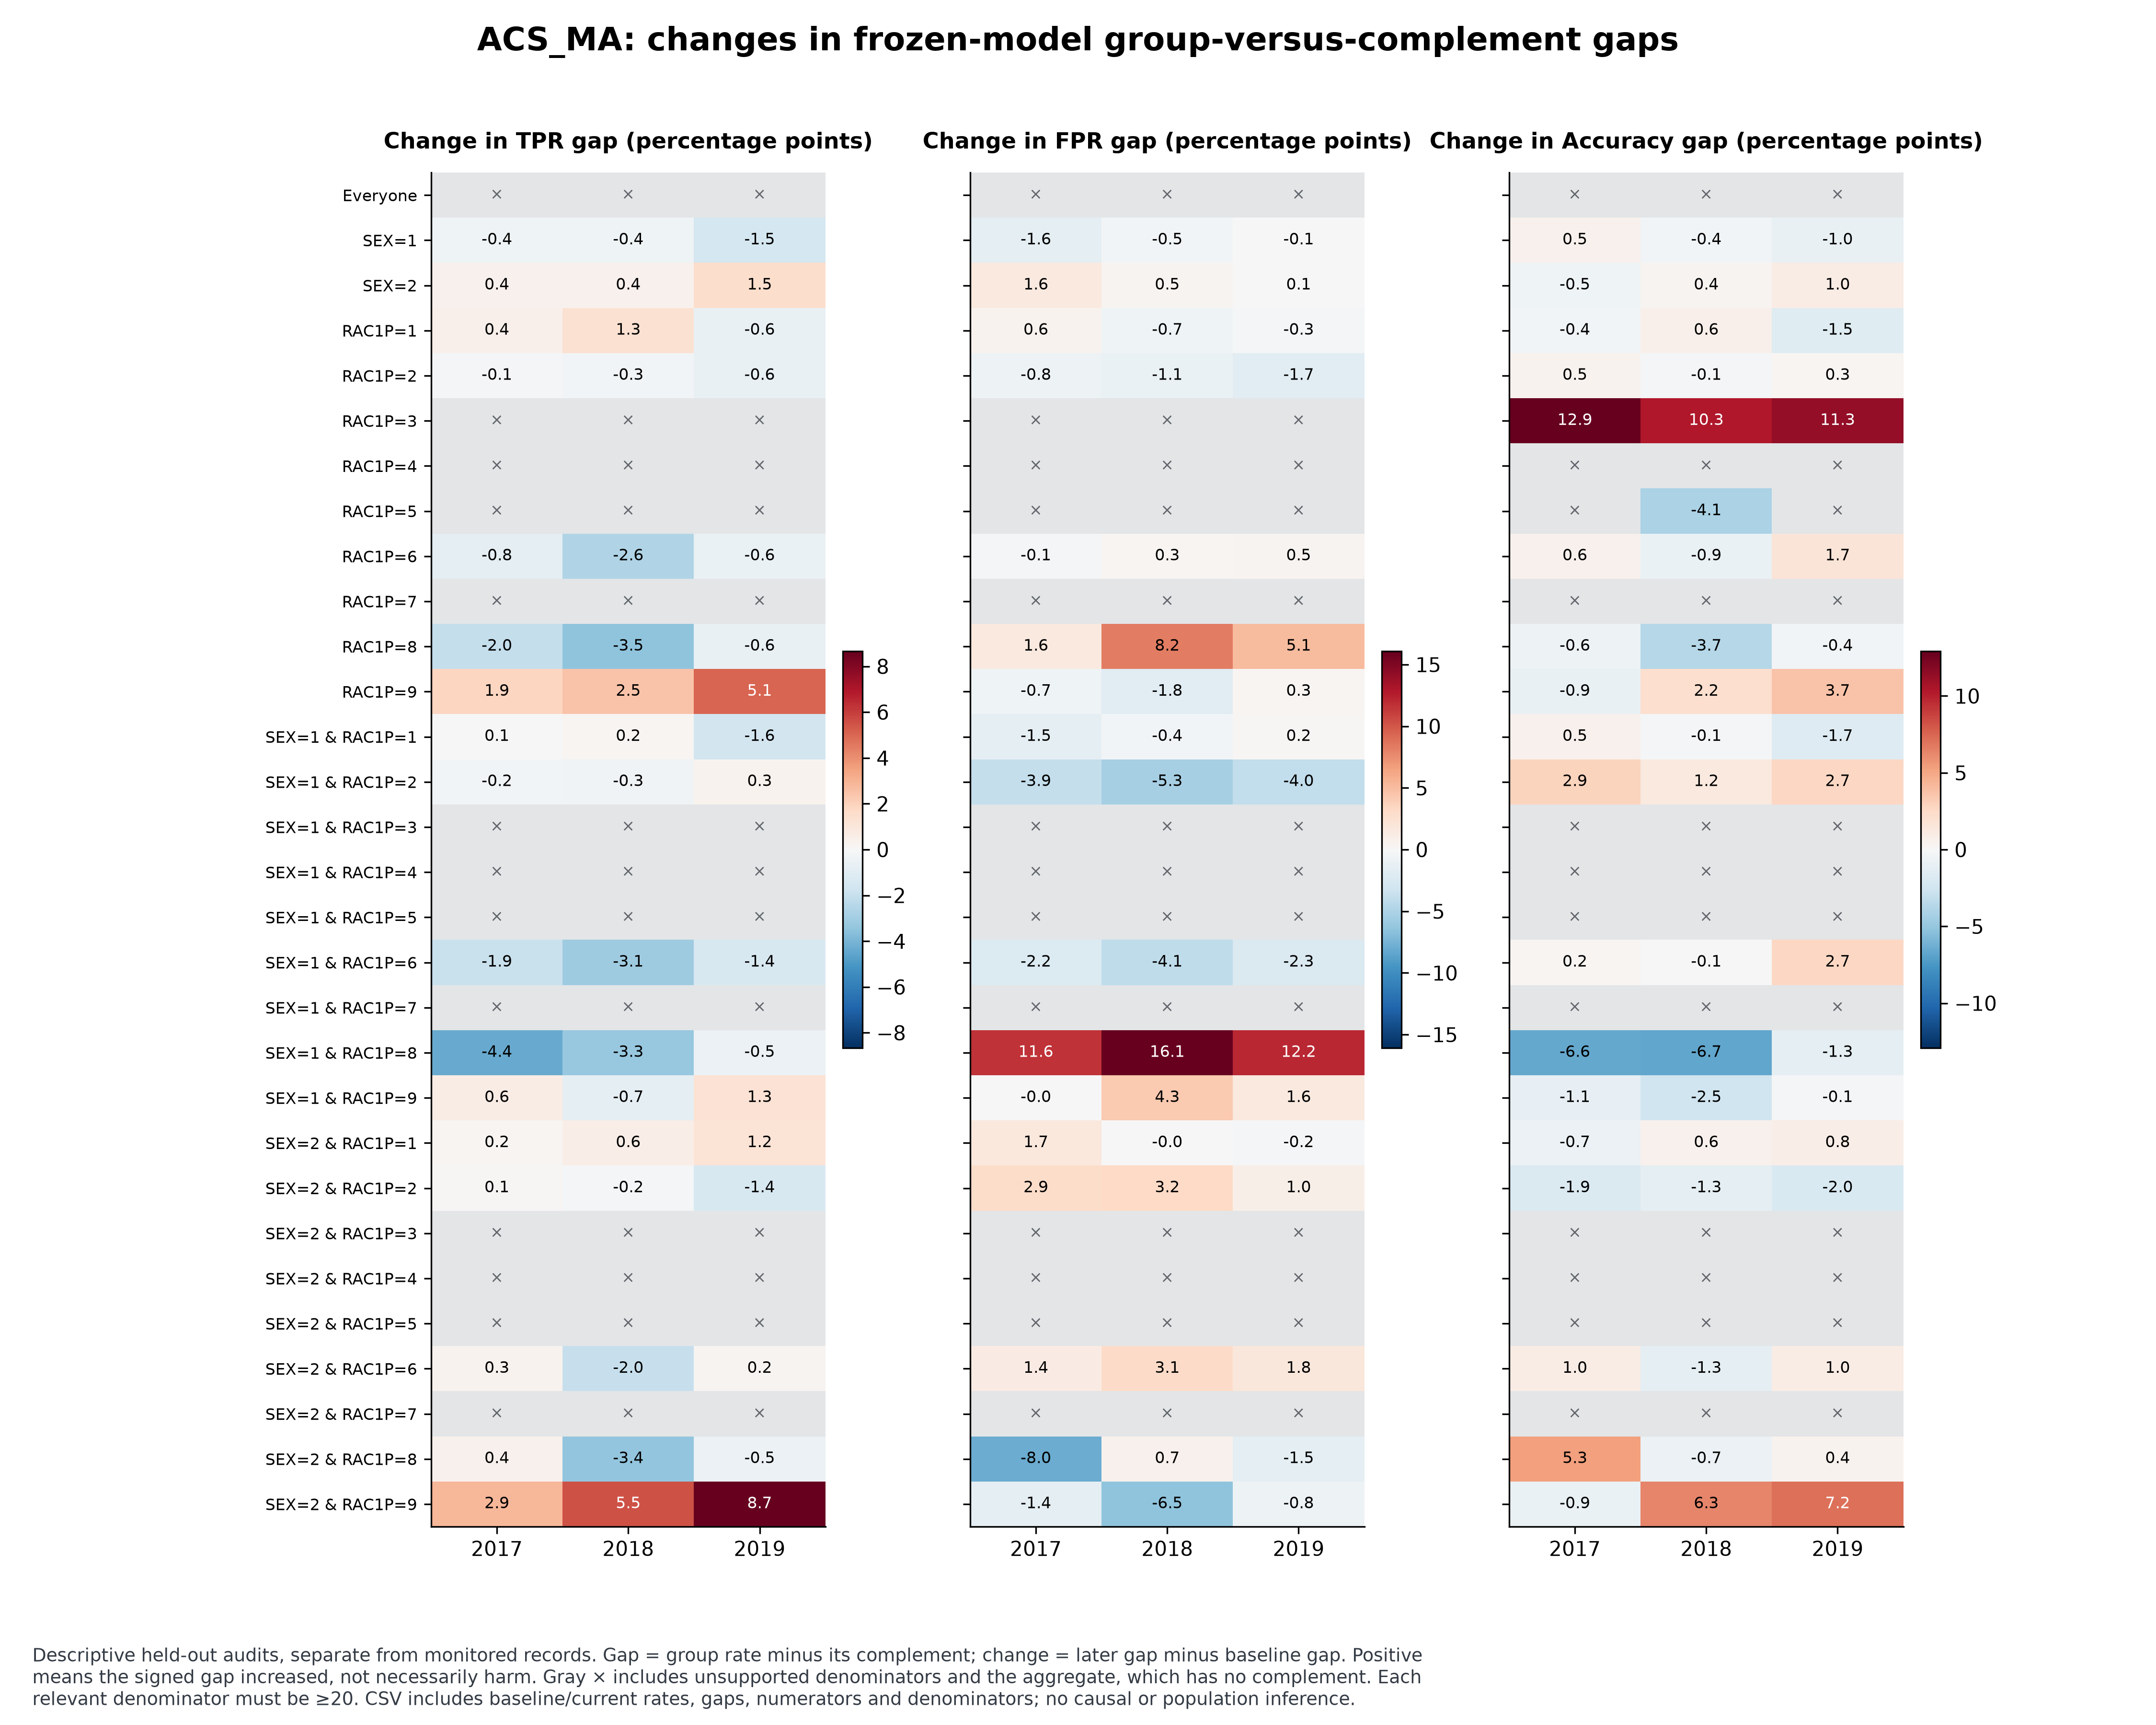 ACS_MA: changes in frozen-model group-versus-complement gaps
Change in TPR gap (percentage points) Change in FPR gap (percentage points) Change in Accuracy gap (percentage points)
Everyone × × × × × × × × ×
SEX=1 -0.4 -0.4 -1.5 -1.6 -0.5 -0.1 0.5 -0.4 -1.0
SEX=2 0.4 0.4 1.5 1.6 0.5 0.1 -0.5 0.4 1.0
RAC1P=1 0.4 1.3 -0.6 0.6 -0.7 -0.3 -0.4 0.6 -1.5
RAC1P=2 -0.1 -0.3 -0.6 -0.8 -1.1 -1.7 0.5 -0.1 0.3
RAC1P=3 × × × × × × 12.9 10.3 11.3
RAC1P=4 × × × × × × × × ×
RAC1P=5 × × × × × × × -4.1 ×
RAC1P=6 -0.8 -2.6 -0.6 -0.1 0.3 0.5 0.6 -0.9 1.7
RAC1P=7 × × × × × × × × ×
RAC1P=8 -2.0 -3.5 -0.6 1.6 8.2 5.1 -0.6 -3.7 -0.4
RAC1P=9 1.9 2.5 5.1 -0.7 -1.8 0.3 -0.9 2.2 3.7
SEX=1 & RAC1P=1 0.1 0.2 -1.6 -1.5 -0.4 0.2 0.5 -0.1 -1.7
SEX=1 & RAC1P=2 -0.2 -0.3 0.3 -3.9 -5.3 -4.0 2.9 1.2 2.7
SEX=1 & RAC1P=3 × × × × × × × × ×
SEX=1 & RAC1P=4 × × × × × × × × ×
SEX=1 & RAC1P=5 × × × × × × × × ×
SEX=1 & RAC1P=6 -1.9 -3.1 -1.4 -2.2 -4.1 -2.3 0.2 -0.1 2.7
SEX=1 & RAC1P=7 × × × × × × × × ×
SEX=1 & RAC1P=8 -4.4 -3.3 -0.5 11.6 16.1 12.2 -6.6 -6.7 -1.3
SEX=1 & RAC1P=9 0.6 -0.7 1.3 -0.0 4.3 1.6 -1.1 -2.5 -0.1
SEX=2 & RAC1P=1 0.2 0.6 1.2 1.7 -0.0 -0.2 -0.7 0.6 0.8
SEX=2 & RAC1P=2 0.1 -0.2 -1.4 2.9 3.2 1.0 -1.9 -1.3 -2.0
SEX=2 & RAC1P=3 × × × × × × × × ×
SEX=2 & RAC1P=4 × × × × × × × × ×
SEX=2 & RAC1P=5 × × × × × × × × ×
SEX=2 & RAC1P=6 0.3 -2.0 0.2 1.4 3.1 1.8 1.0 -1.3 1.0
SEX=2 & RAC1P=7 × × × × × × × × ×
SEX=2 & RAC1P=8 0.4 -3.4 -0.5 -8.0 0.7 -1.5 5.3 -0.7 0.4
SEX=2 & RAC1P=9 2.9 5.5 8.7 -1.4 -6.5 -0.8 -0.9 6.3 7.2
2017 2018 2019 2017 2018 2019 2017 2018 2019
8
6
4
2
0
−2
−4
−6
−8
15
10
5
0
−5
−10
−15
10
5
0
−5
−10
Descriptive held-out audits, separate from monitored records. Gap = group rate minus its complement; change = later gap minus baseline gap. Positive
means the signed gap increased, not necessarily harm. Gray × includes unsupported denominators and the aggregate, which has no complement. Each
relevant denominator must be ≥20. CSV includes baseline/current rates, gaps, numerators and denominators; no causal or population inference.